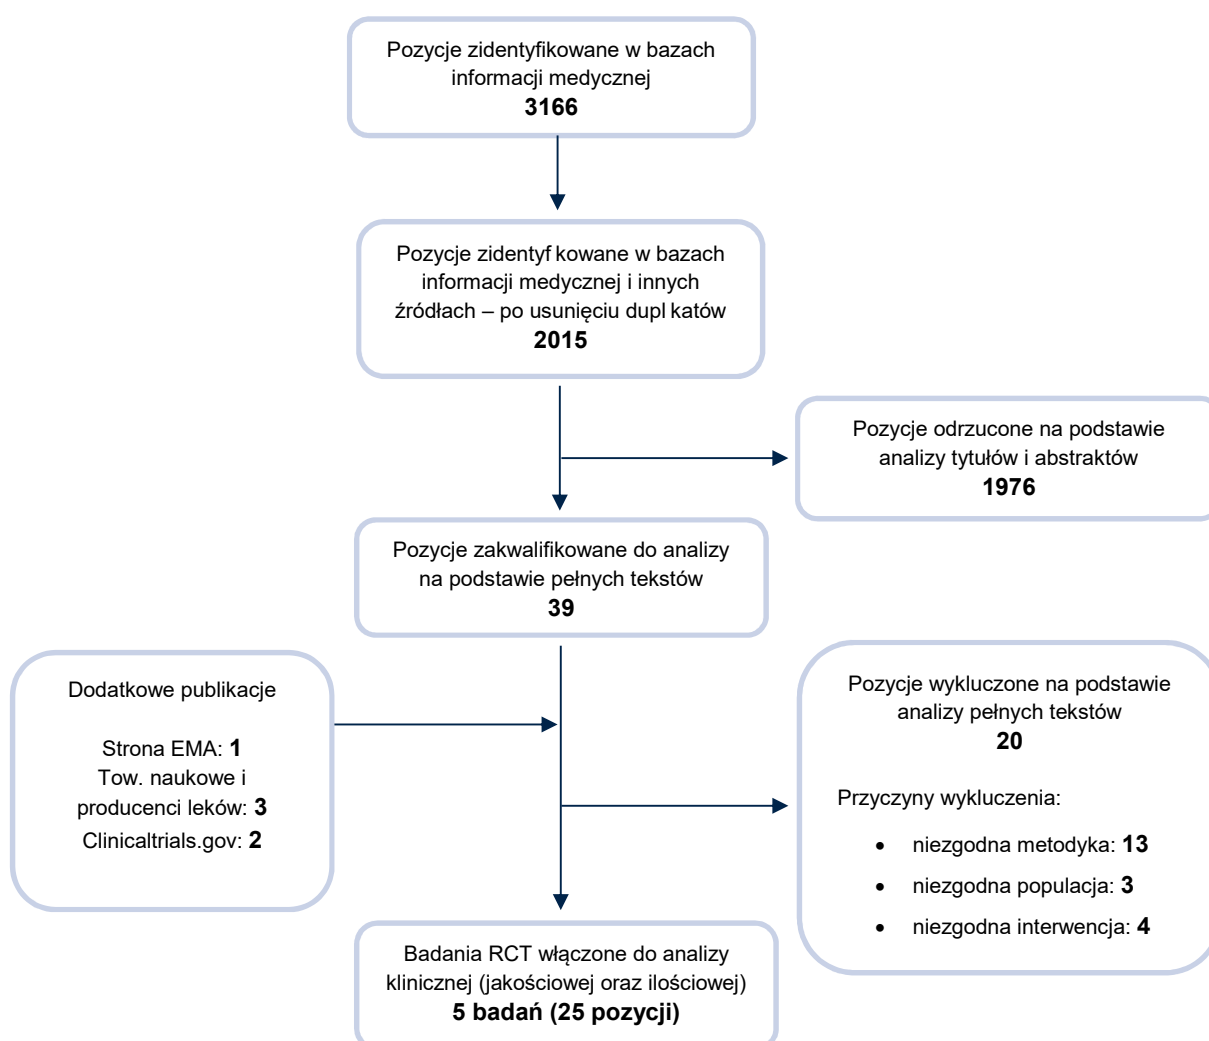 Pozycje zidentyfikowane w bazach
informacji medycznej
3166
Pozycje zidentyf kowane w bazach
informacji medycznej i innych
źródłach – po usunięciu dupl katów
2015
Pozycje odrzucone na podstawie
analizy tytułów i abstraktów
1976
Pozycje zakwalifikowane do analizy
na podstawie pełnych tekstów
39
Dodatkowe publikacje
Strona EMA: 1
Tow. naukowe i
producenci leków: 3
Clinicaltrials.gov: 2
Pozycje wykluczone na podstawie
analizy pełnych tekstów
20
Przyczyny wykluczenia:
• niezgodna metodyka: 13
• niezgodna populacja: 3
• niezgodna interwencja: 4
Badania RCT włączone do analizy
klinicznej (jakościowej oraz ilościowej)
5 badań (25 pozycji)